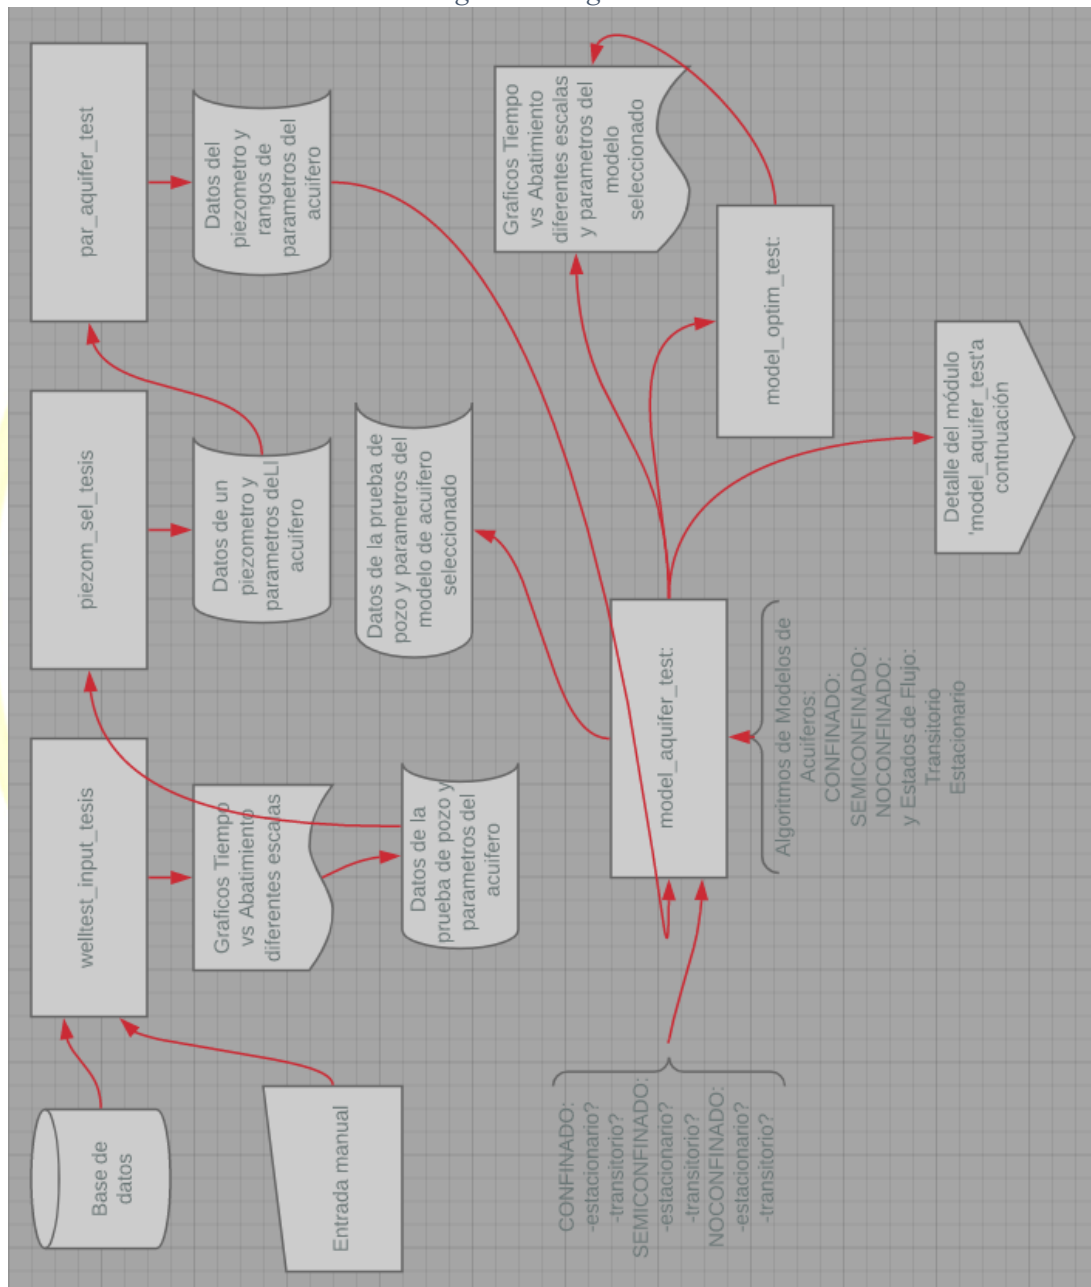 Base de
datos
Entrada manual
welltest_input_tesis
Graficos Tiempo
vs Abatimiento
diferentes escalas
Datos de la
prueba de pozo y
parametros del
acuifero
piezom_sel_tesis
Datos de un
piezometro y
parametros deLl
acuifero
Datos de la prueba de
pozo y parametros del
modelo de acuifero
seleccionado
par_aquifer_test
Datos del
piezometro y
rangos de
parametros del
acuifero
CONFINADO:
-estacionario?
-transitorio?
SEMICONFINADO:
-estacionario?
-transitorio?
NOCONFINADO:
-estacionario?
-transitorio?
model_aquifer_test:
Algoritmos de Modelos de
Acuiferos:
CONFINADO:
SEMICONFINADO:
NOCONFINADO:
y Estados de Flujo:
Transitorio
Estacionario
Graficos Tiempo
vs Abatimiento
diferentes escalas
y parametros del
modelo
seleccionado
model_optim_test:
Detalle del módulo
'model_aquifer_test'a
contnuación